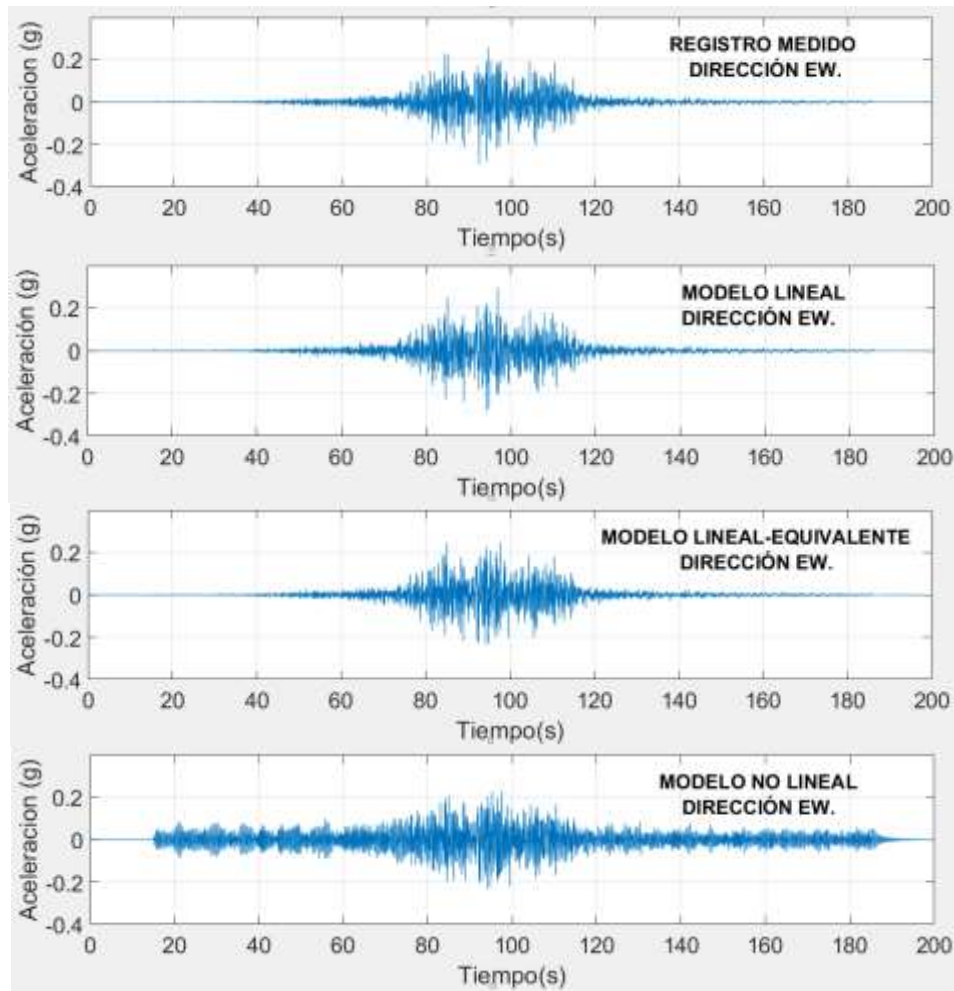 Aceleracion (g)
0.2
0
-0.2
-0.4
REGISTRO MEDIDO
DIRECCIÓN EW.
0 20 40 60 80 100 120 140 160 180 200
Tiempo(s)
Aceleración (g)
0.2
0
-0.2
-0.4
MODELO LINEAL
DIRECCIÓN EW.
0 20 40 60 80 100 120 140 160 180 200
Tiempo(s)
Aceleración (g)
0.2
0
-0.2
-0.4
MODELO LINEAL-EQUIVALENTE
DIRECCIÓN EW.
0 20 40 60 80 100 120 140 160 180 200
Tiempo(s)
Aceleracion (g)
0.2
0
-0.2
-0.4
MODELO NO LINEAL
DIRECCIÓN EW.
0 20 40 60 80 100 120 140 160 180 200
Tiempo(s)